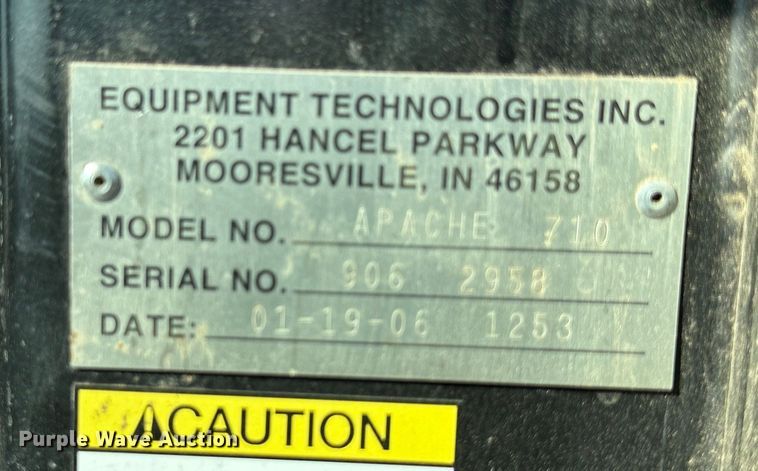 EQUIPMENT TECHNOLOGIES INC.
2201 HANCEL PARKWAY
MOORESVILLE, IN 46158
MODEL NO. APACHE 710
SERIAL NO. 906 2958
DATE: 01-19-06 1253
CAUTION
Purple Wave Auction